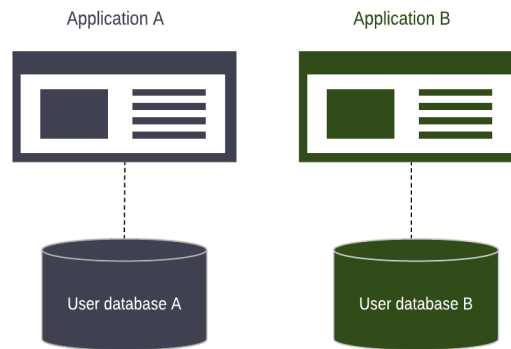 Application A
Application B
User database A
User database B